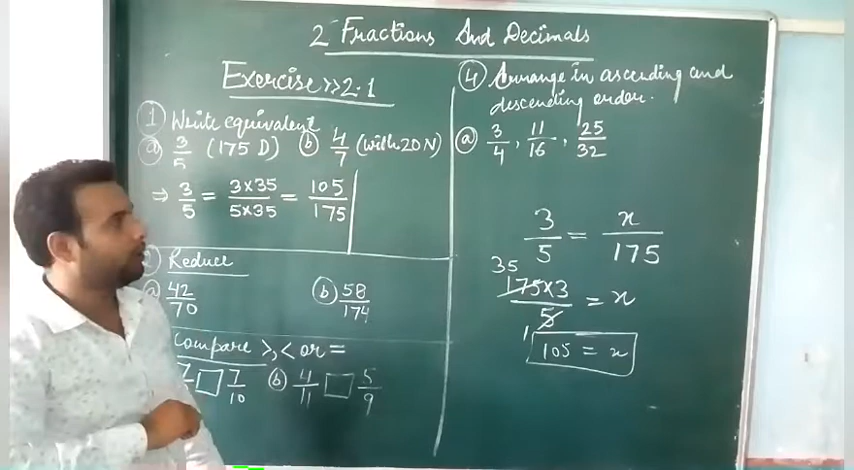 2 Fractions And Decimals
Exercise >> 2.1
1 Write equivalent
a 3/5 (175 D) b 4/7 (with 20 N)
⇒ 3/5 = 3×35/5×35 = 105/175
Reduce
a 42/70 b 58/174
Compare >, < or =
7/ □ 7/10 b 4/11 □ 5/9
4 Arrange in ascending and
descending order.
a 3/4, 11/16, 25/32
3/5 = x/175
35
175×3/5 = x
1
105 = x